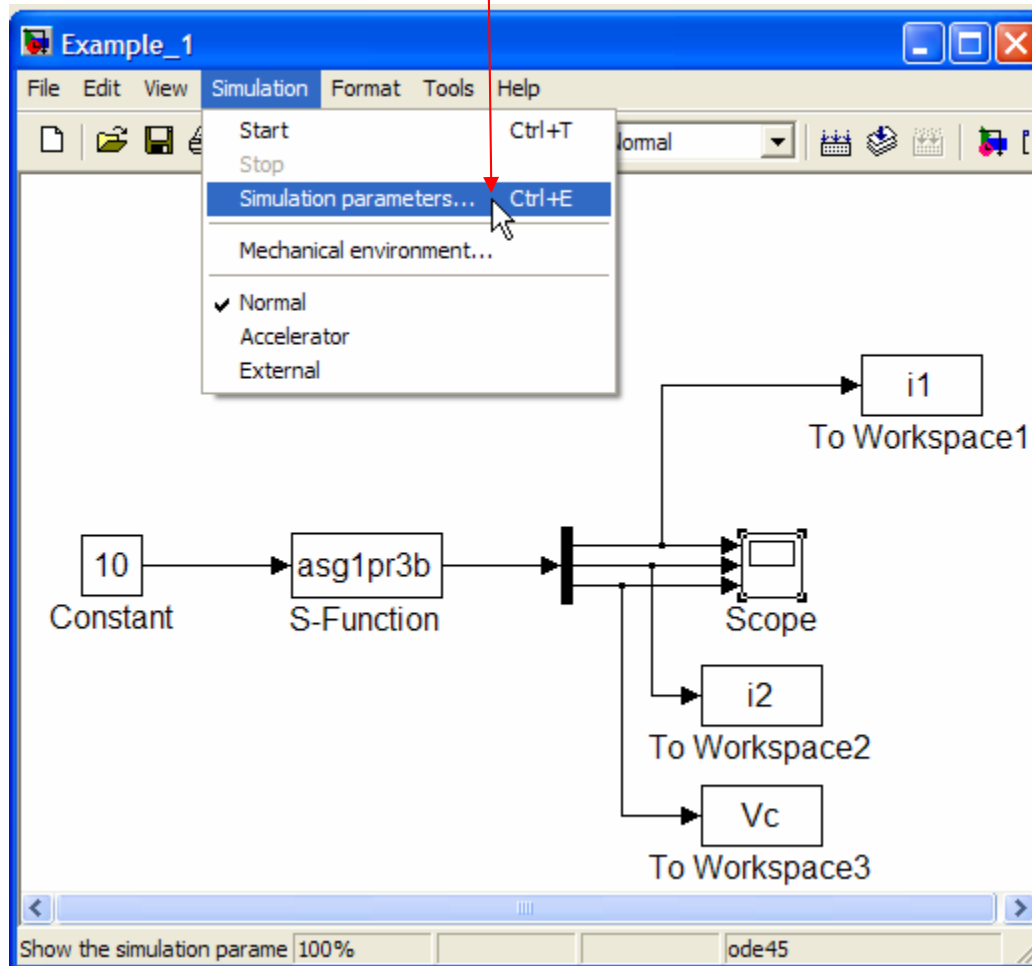 Example_1
File Edit View Simulation Format Tools Help
Normal
Start Ctrl+T
Stop
Simulation parameters... Ctrl+E
Mechanical environment...
Normal
Accelerator
External
i1
To Workspace1
10
Constant
asg1pr3b
S-Function
Scope
i2
To Workspace2
Vc
To Workspace3
Show the simulation parame 100% ode45